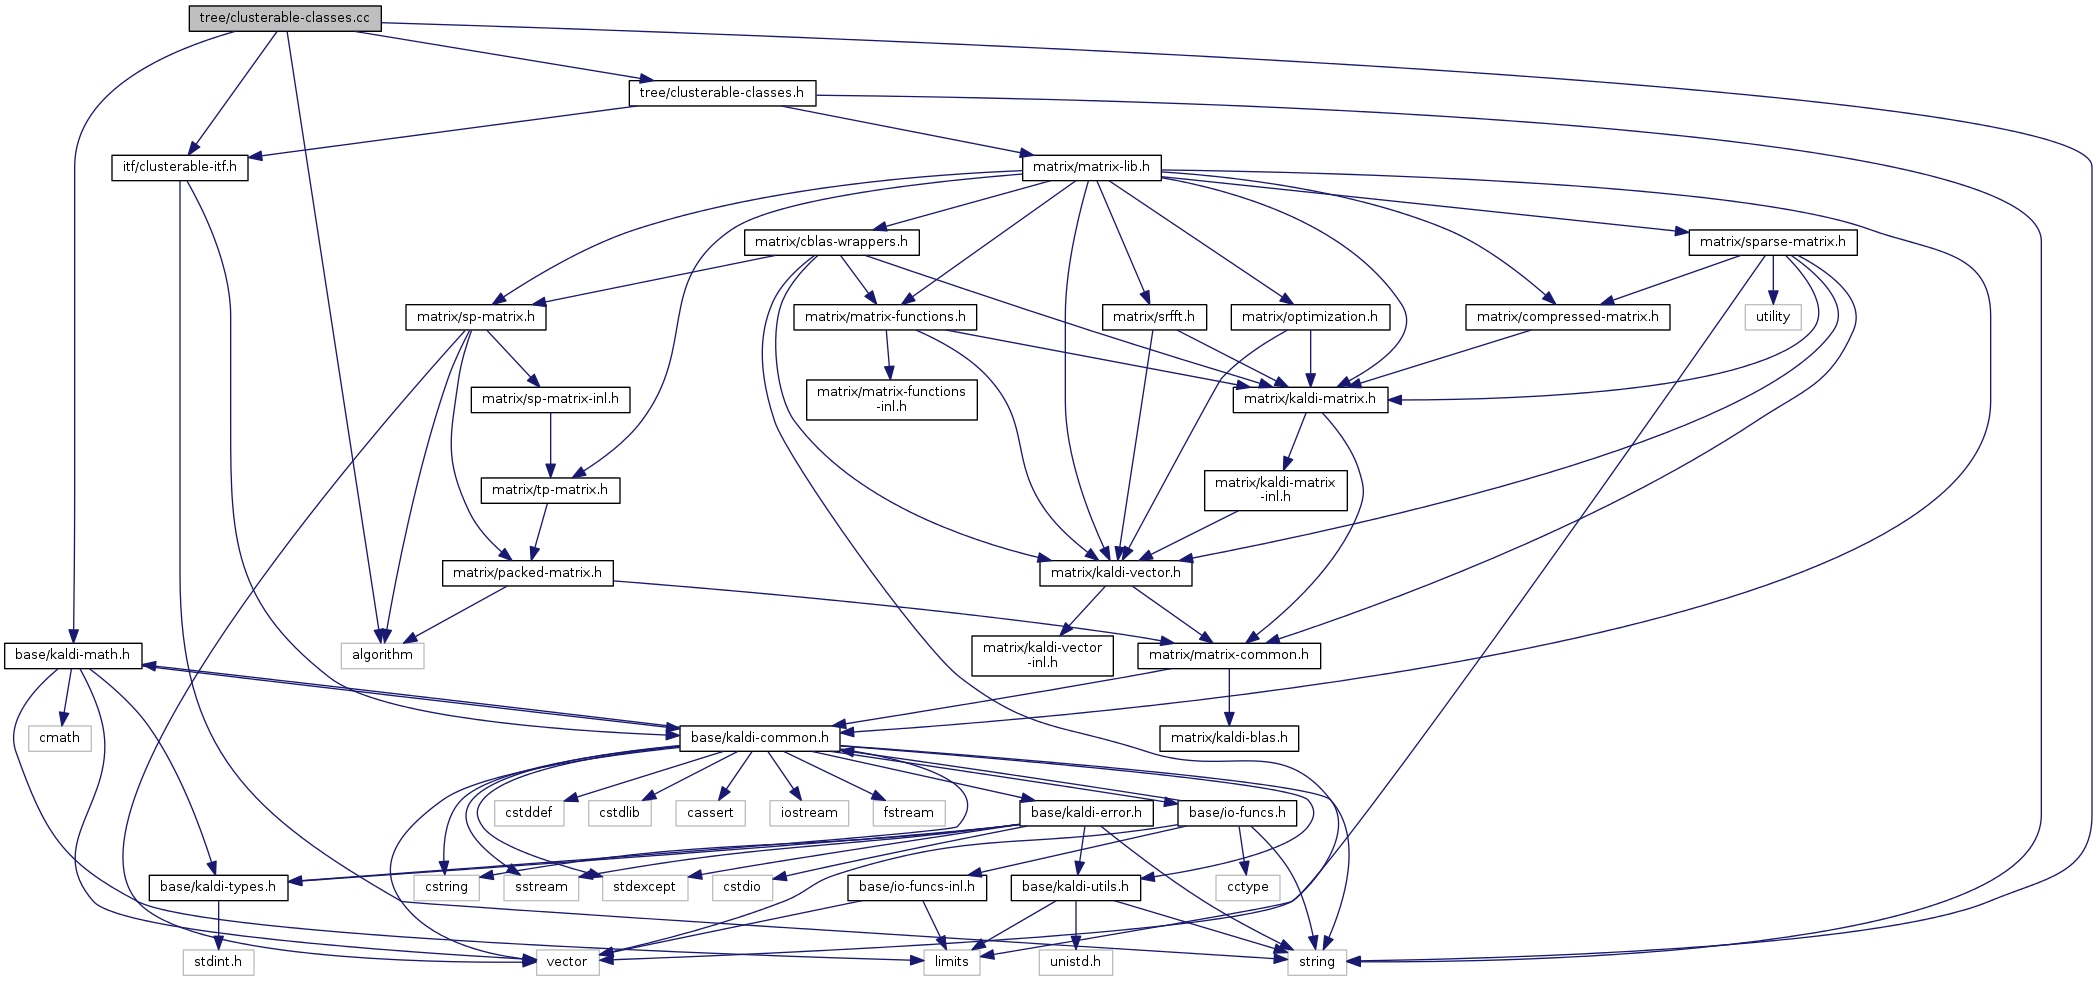 tree/clusterable-classes.cc
tree/clusterable-classes.h
itf/clusterable-itf.h
matrix/matrix-lib.h
matrix/cblas-wrappers.h
matrix/sparse-matrix.h
matrix/sp-matrix.h
matrix/matrix-functions.h
matrix/srfft.h
matrix/optimization.h
matrix/compressed-matrix.h
utility
matrix/sp-matrix-inl.h
matrix/matrix-functions
-inl.h
matrix/kaldi-matrix.h
matrix/tp-matrix.h
matrix/kaldi-matrix
-inl.h
matrix/packed-matrix.h
matrix/kaldi-vector.h
base/kaldi-math.h
algorithm
matrix/kaldi-vector
-inl.h
matrix/matrix-common.h
cmath
base/kaldi-common.h
matrix/kaldi-blas.h
cstddef
cstdlib
cassert
iostream
fstream
base/kaldi-error.h
base/io-funcs.h
base/kaldi-types.h
cstring
sstream
stdexcept
cstdio
base/io-funcs-inl.h
base/kaldi-utils.h
cctype
stdint.h
vector
limits
unistd.h
string